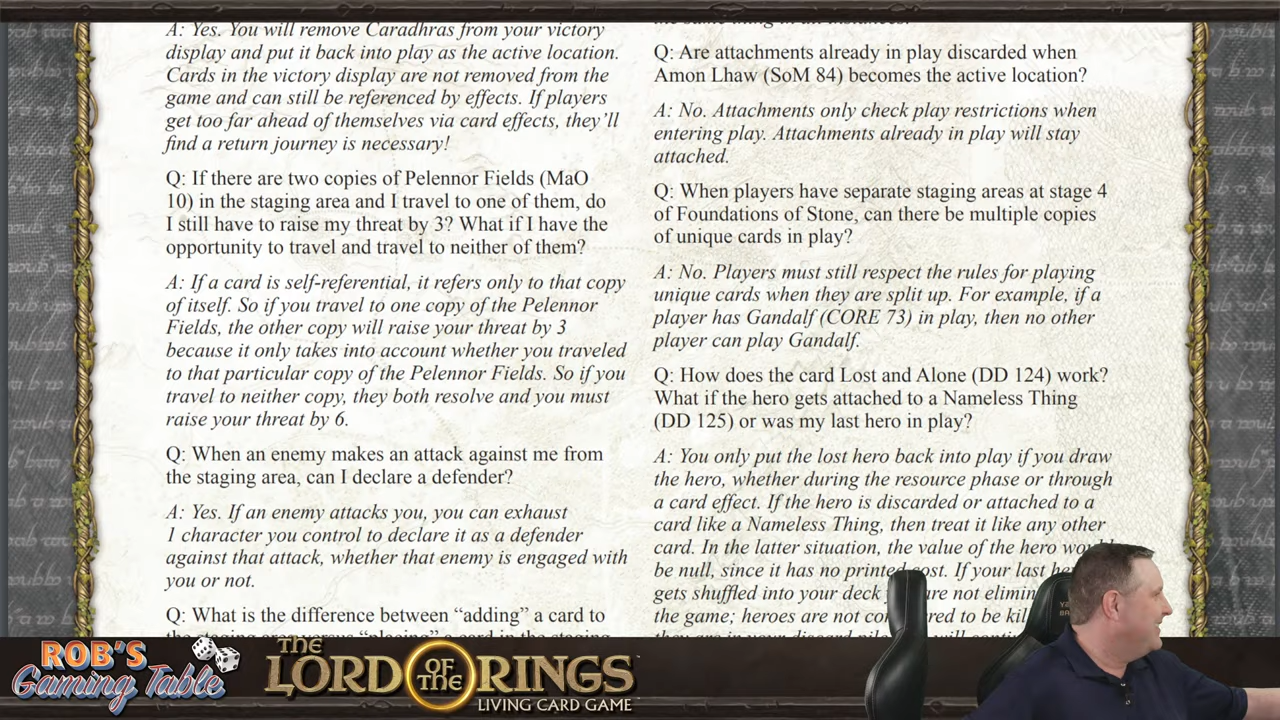 A: Yes. You will remove Caradhras from your victory
display and put it back into play as the active location.
Cards in the victory display are not removed from the
game and can still be referenced by effects. If players
get too far ahead of themselves via card effects, they'll
find a return journey is necessary!
Q: If there are two copies of Pelennor Fields (MaO
10) in the staging area and I travel to one of them, do
I still have to raise my threat by 3? What if I have the
opportunity to travel and travel to neither of them?
A: If a card is self-referential, it refers only to that copy
of itself. So if you travel to one copy of the Pelennor
Fields, the other copy will raise your threat by 3
because it only takes into account whether you traveled
to that particular copy of the Pelennor Fields. So if you
travel to neither copy, they both resolve and you must
raise your threat by 6.
Q: When an enemy makes an attack against me from
the staging area, can I declare a defender?
A: Yes. If an enemy attacks you, you can exhaust
1 character you control to declare it as a defender
against that attack, whether that enemy is engaged with
you or not.
Q: What is the difference between “adding” a card to
Q: Are attachments already in play discarded when
Amon Lhaw (SoM 84) becomes the active location?
A: No. Attachments only check play restrictions when
entering play. Attachments already in play will stay
attached.
Q: When players have separate staging areas at stage 4
of Foundations of Stone, can there be multiple copies
of unique cards in play?
A: No. Players must still respect the rules for playing
unique cards when they are split up. For example, if a
player has Gandalf (CORE 73) in play, then no other
player can play Gandalf.
Q: How does the card Lost and Alone (DD 124) work?
What if the hero gets attached to a Nameless Thing
(DD 125) or was my last hero in play?
A: You only put the lost hero back into play if you draw
the hero, whether during the resource phase or through
a card effect. If the hero is discarded or attached to a
card like a Nameless Thing, then treat it like any other
card. In the latter situation, the value of the hero would
be null, since it has no printed cost. If your last
gets shuffled into your deck are not
the game; heroes are not
ROB'S
Gaming Table
THE
LORD OF THE RINGS
LIVING CARD GAME